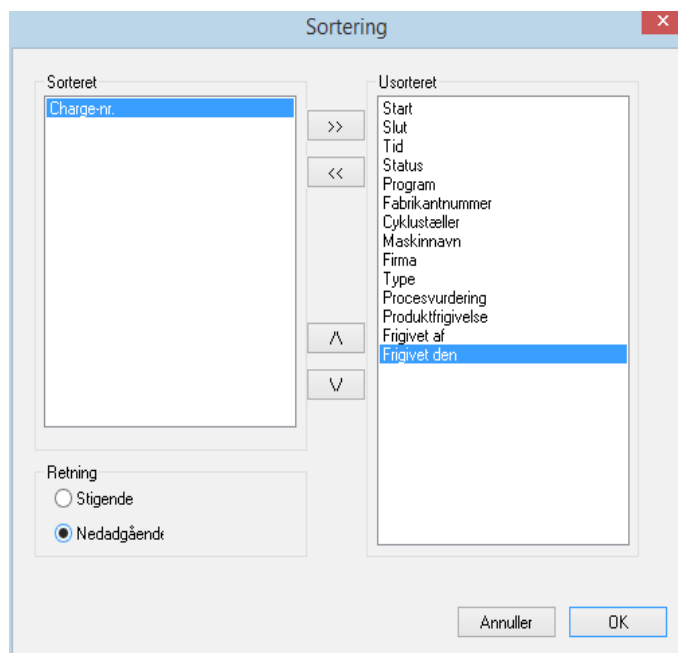 Sortering
Sorteret
Charge-nr.
>>
<<
/\
\/
Usorteret
Start
Slut
Tid
Status
Program
Fabrikantnummer
Cyklustæller
Maskinnavn
Firma
Type
Procesvurdering
Produktfrigivelse
Frigivet af
Frigivet den
Retning
Stigende
Nedadgående
Annuller
OK